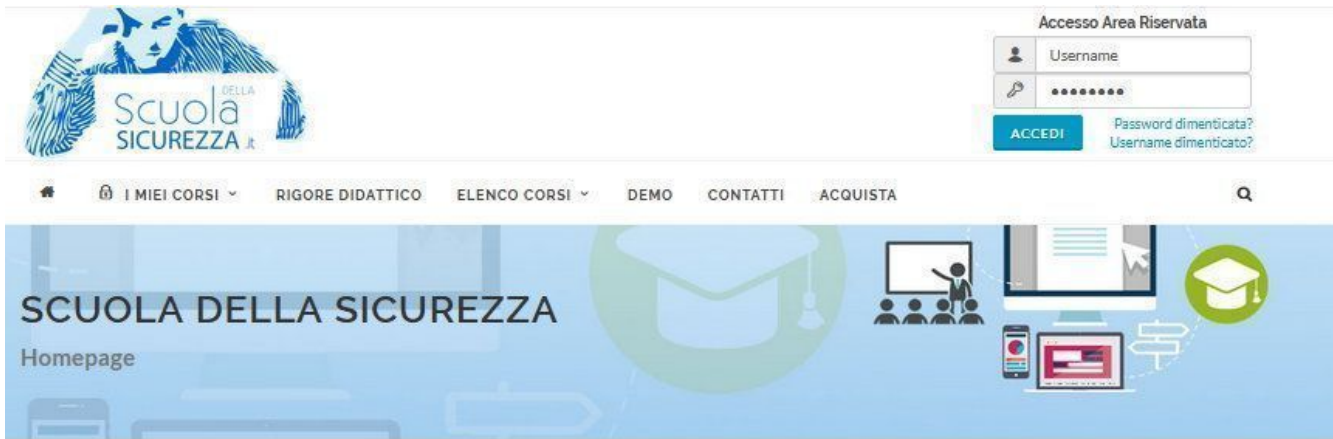 Scuola
DELLA
SICUREZZA .it
Accesso Area Riservata
Username
ACCEDI
Password dimenticata?
Username dimenticato?
I MIEI CORSI
RIGORE DIDATTICO
ELENCO CORSI
DEMO
CONTATTI
ACQUISTA
SCUOLA DELLA SICUREZZA
Homepage